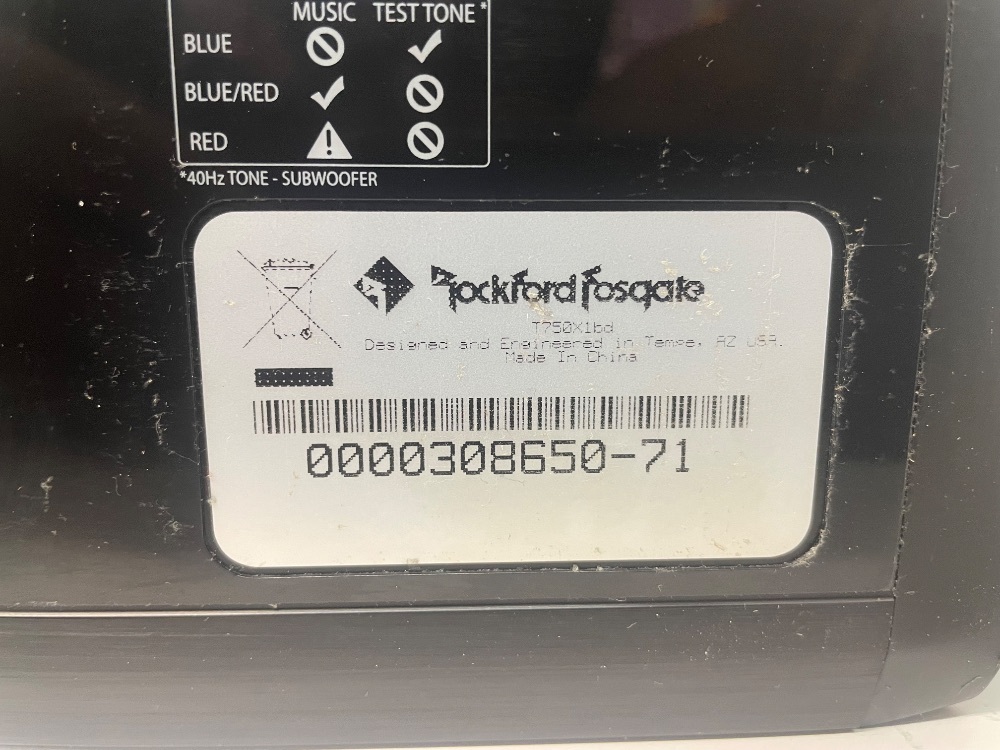 MUSIC TEST TONE *
BLUE
BLUE/RED
RED
*40Hz TONE - SUBWOOFER
Rockford Fosgate
T750X1bd
Designed and Engineered in Tempe, AZ USA.
Made In China
0000308650-71